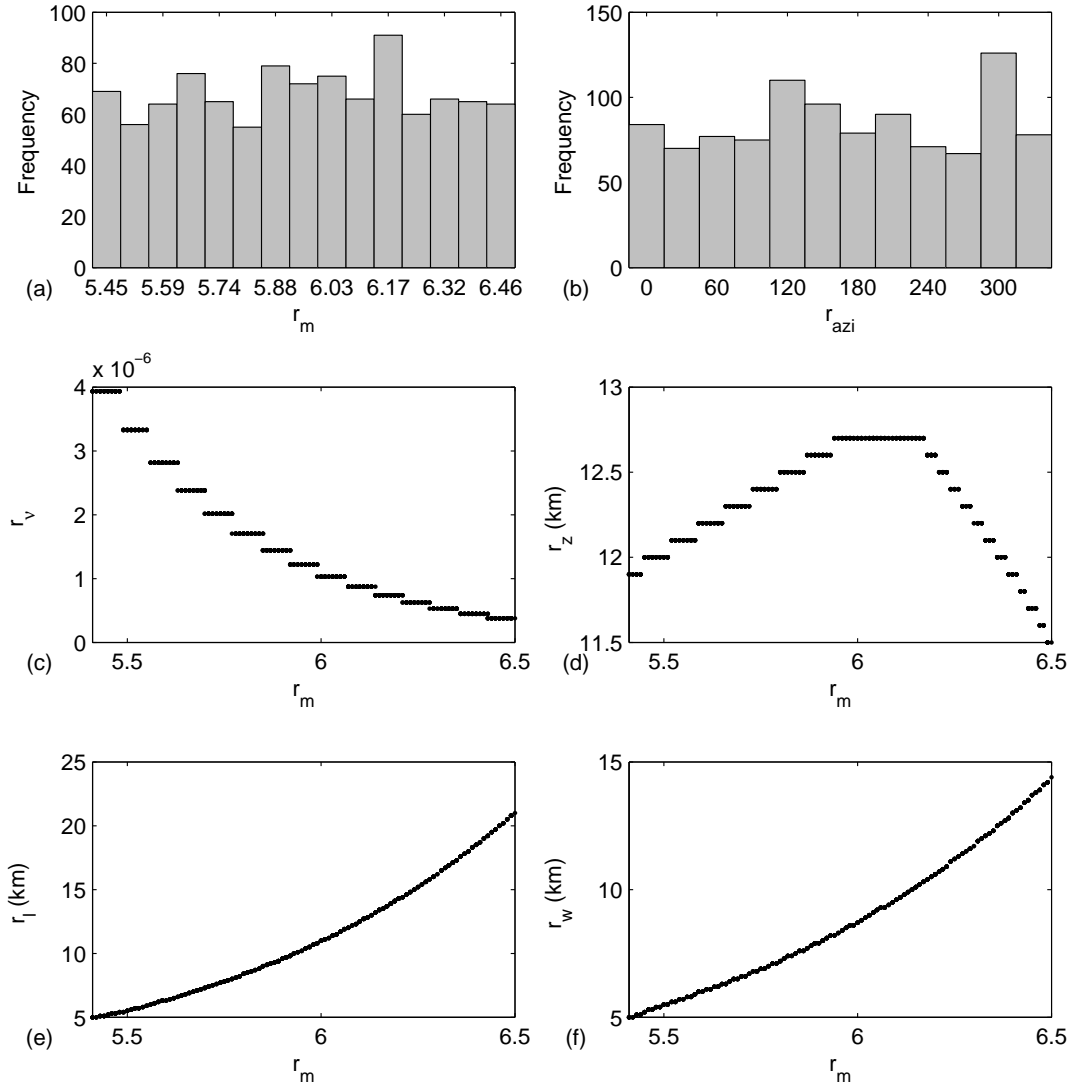 100
80
60
40
20
0
Frequency
5.45 5.59 5.74 5.88 6.03 6.17 6.32 6.46
r_m
(a)
150
100
50
0
Frequency
0 60 120 180 240 300
r_azi
(b)
x 10^−6
4
3
2
1
0
r_ν
5.5 6 6.5
r_m
(c)
13
12.5
12
11.5
r_z (km)
5.5 6 6.5
r_m
(d)
25
20
15
10
5
r_l (km)
5.5 6 6.5
r_m
(e)
15
10
5
r_w (km)
5.5 6 6.5
r_m
(f)